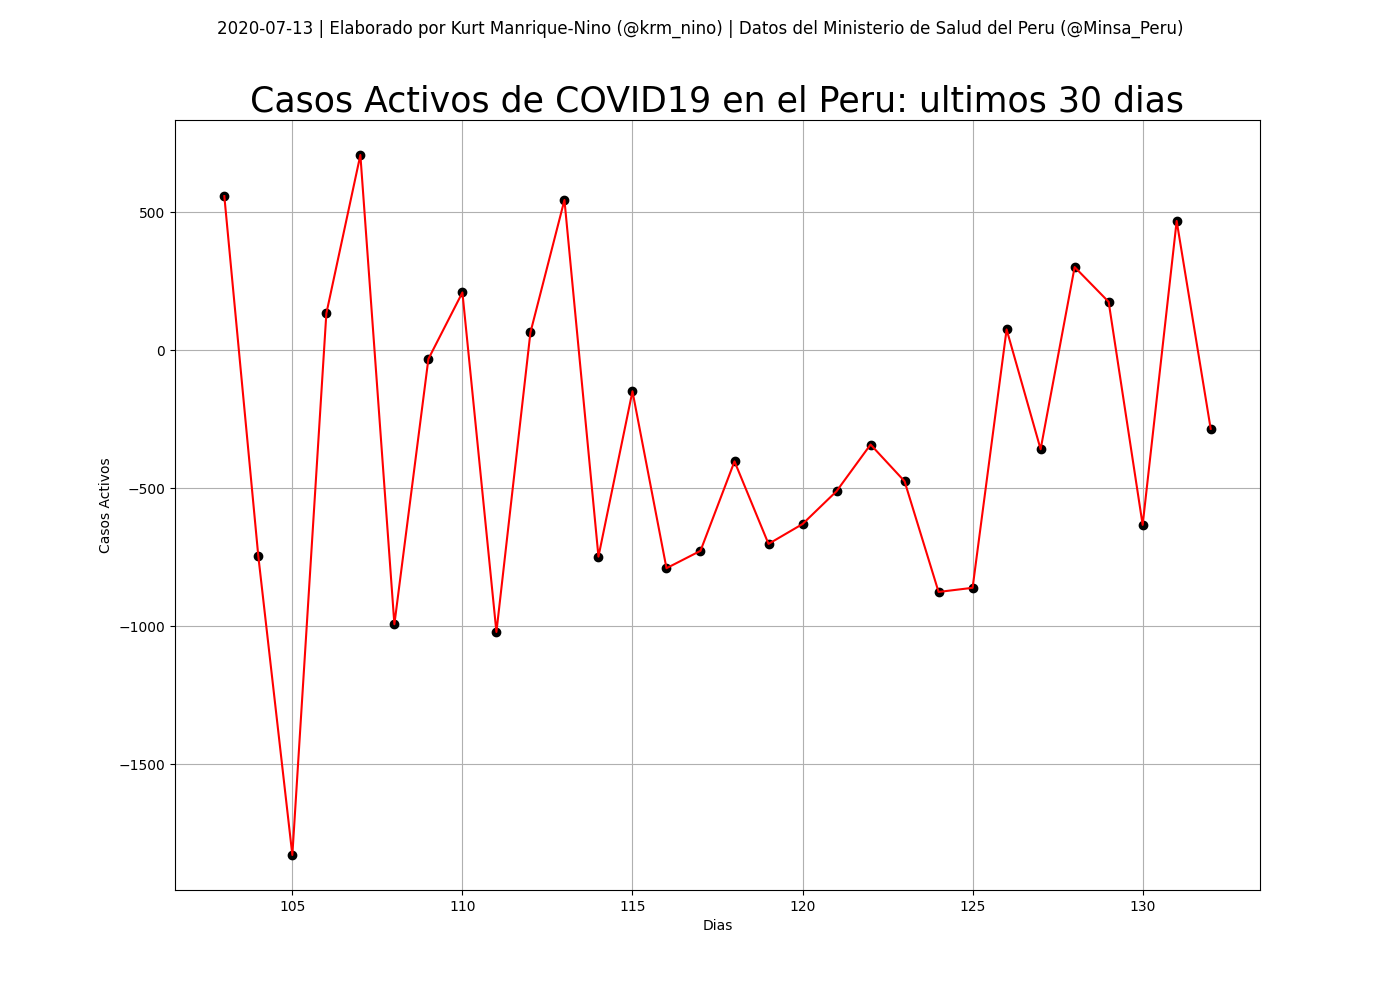 2020-07-13 | Elaborado por Kurt Manrique-Nino (@krm_nino) | Datos del Ministerio de Salud del Peru (@Minsa_Peru)
Casos Activos de COVID19 en el Peru: ultimos 30 dias
500
0
−500
−1000
−1500
Casos Activos
105 110 115 120 125 130
Dias